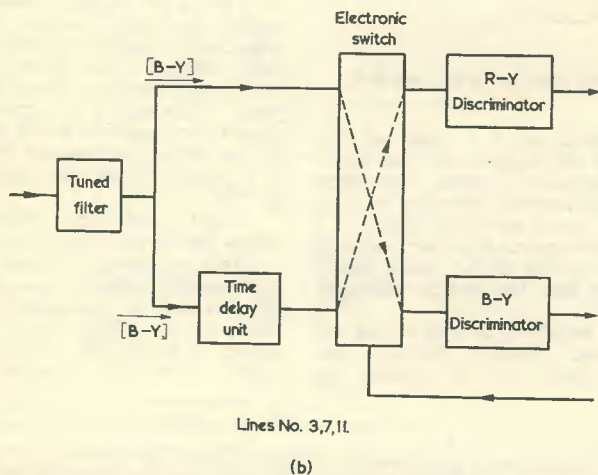 Electronic
switch
[B-Y]
R-Y
Discriminator
Tuned
filter
Time
delay
unit
[B-Y]
B-Y
Discriminator
Lines No. 3,7,11.
(b)